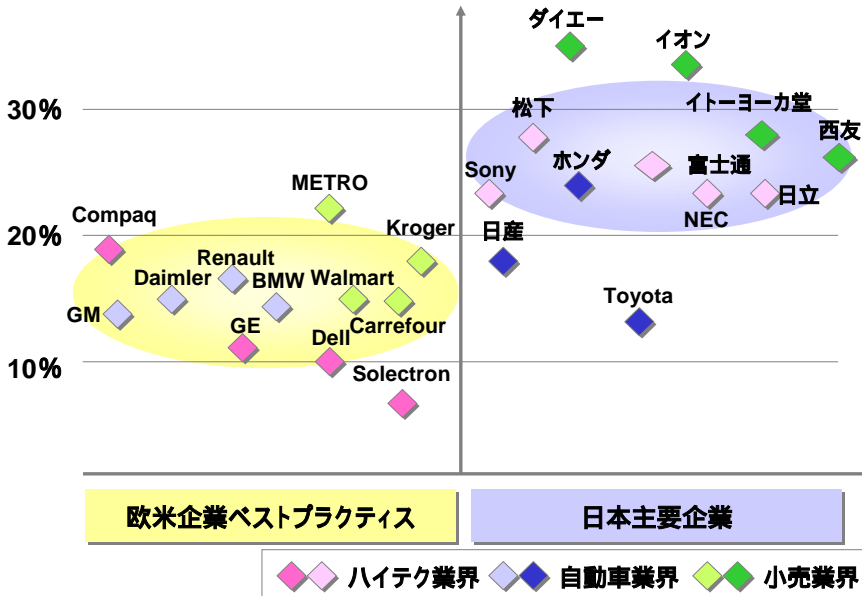 ダイエー
イオン
30%
松下
イトーヨーカ堂
西友
METRO
Sony
ホンダ
富士通
Compaq
Kroger
NEC
日立
20%
日産
Renault
Daimler
BMW
Walmart
Toyota
GM
GE
Carrefour
Dell
10%
Solectron
欧米企業ベストプラクティス
日本主要企業
ハイテク業界 自動車業界 小売業界